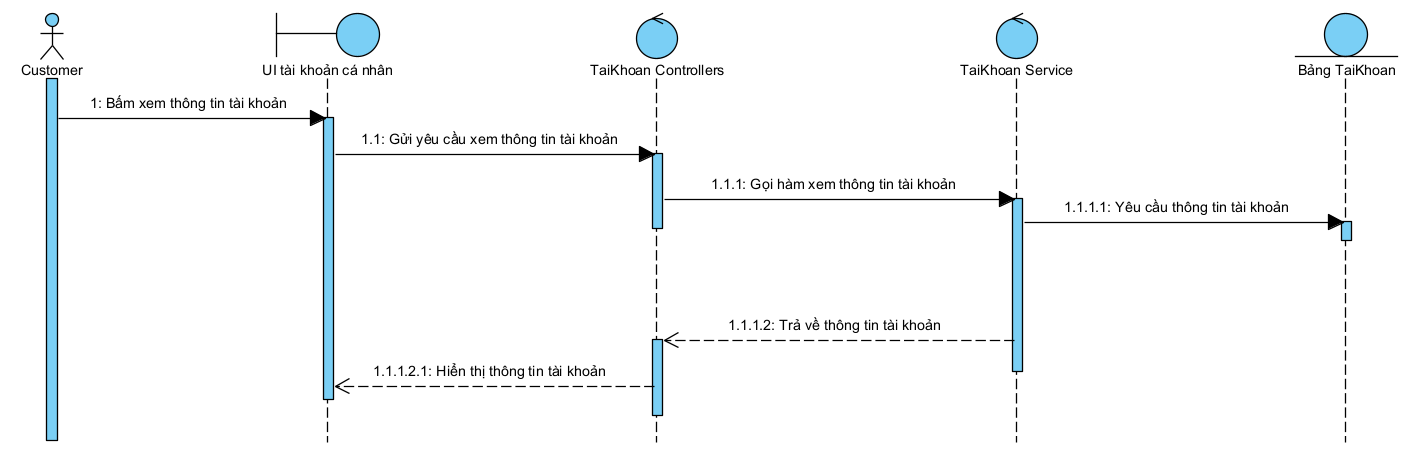 Customer
UI tài khoản cá nhân
TaiKhoan Controllers
TaiKhoan Service
Bảng TaiKhoan
1: Bấm xem thông tin tài khoản
1.1: Gửi yêu cầu xem thông tin tài khoản
1.1.1: Gọi hàm xem thông tin tài khoản
1.1.1.1: Yêu cầu thông tin tài khoản
1.1.1.2: Trả về thông tin tài khoản
1.1.1.2.1: Hiển thị thông tin tài khoản